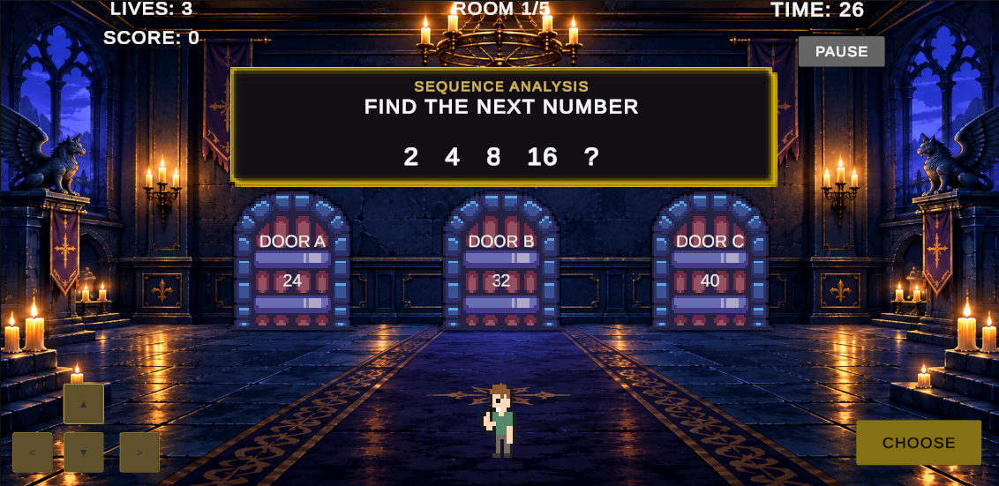 LIVES: 3
ROOM 1/5
TIME: 26
SCORE: 0
PAUSE
SEQUENCE ANALYSIS
FIND THE NEXT NUMBER
2 4 8 16 ?
DOOR A
DOOR B
DOOR C
24
32
40
▲
< ▼ >
CHOOSE